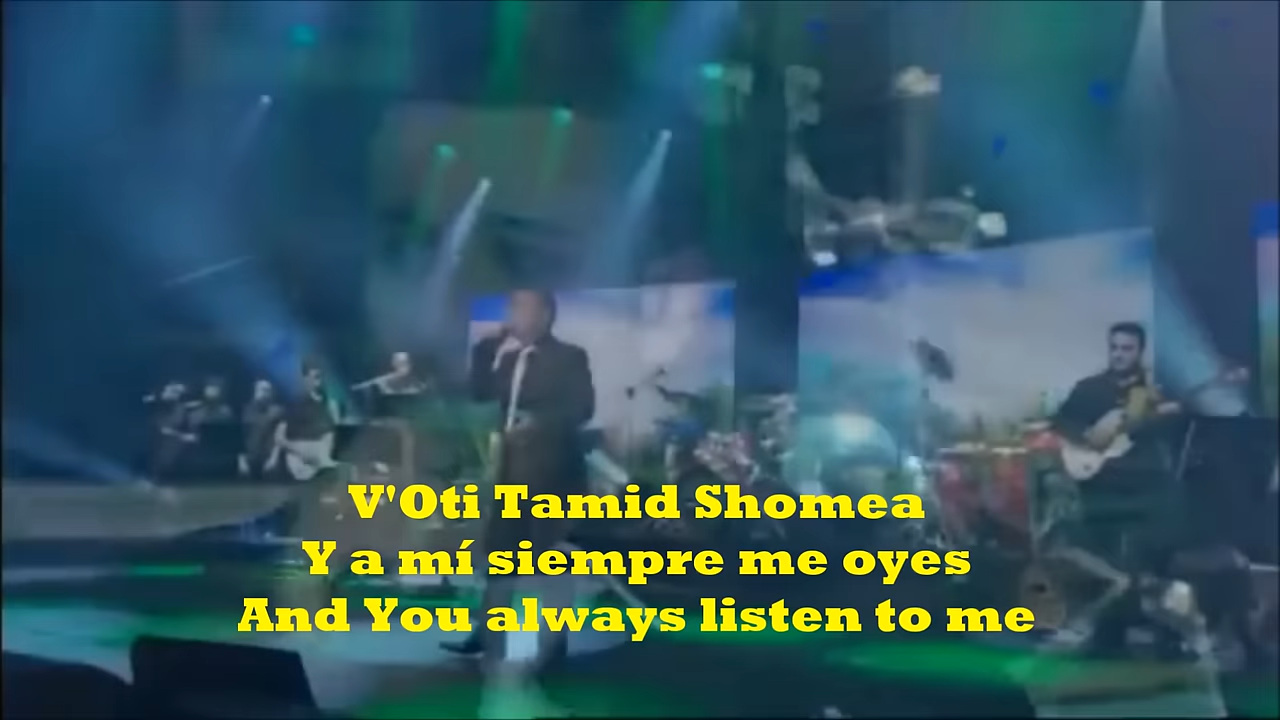 V'Oti Tamid Shomea
Y a mí siempre me oyes
And You always listen to me